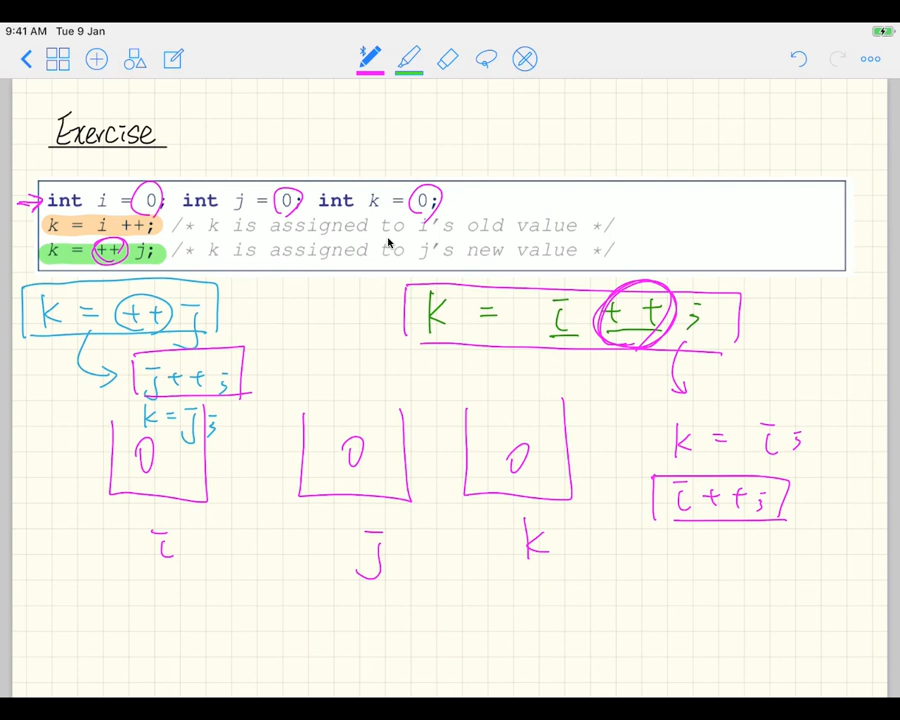 9:41 AM Tue 9 Jan
Exercise
int i = 0; int j = 0; int k = 0;
k = i ++; /* k is assigned to i's old value */
k = ++ j; /* k is assigned to j's new value */
k = ++ j
k = i ++ ;
j ++ ;
k = j ;
0
0
0
k = i ;
i ++ ;
i
j
k